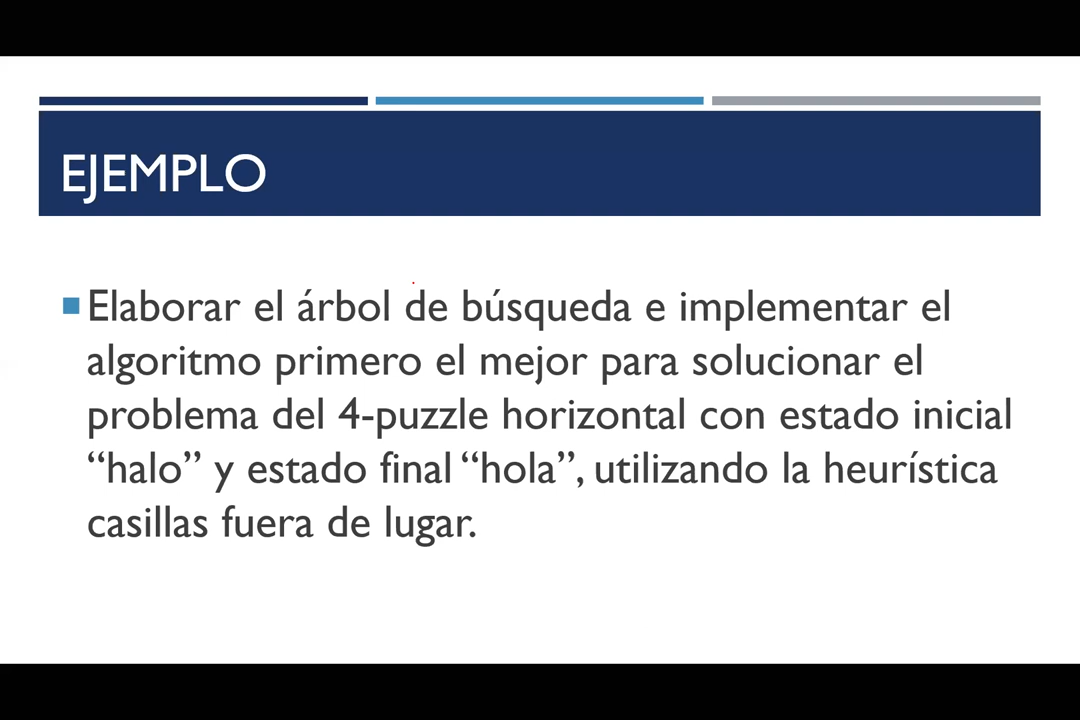 EJEMPLO
Elaborar el árbol de búsqueda e implementar el
algoritmo primero el mejor para solucionar el
problema del 4-puzzle horizontal con estado inicial
“halo” y estado final “hola”, utilizando la heurística
casillas fuera de lugar.